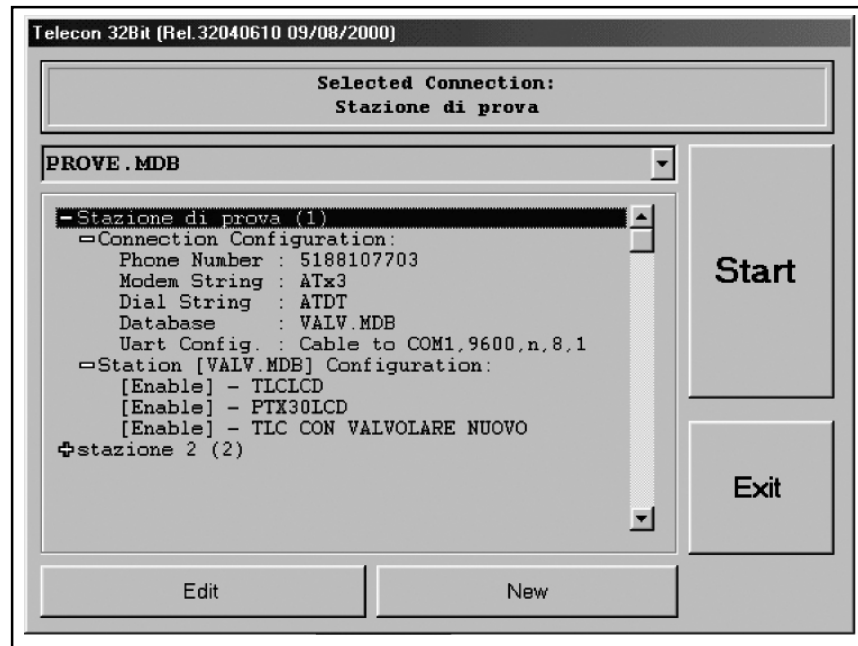 Telecon 32Bit (Rel.32040610 09/08/2000)
Selected Connection:
Stazione di prova
PROVE.MDB
Stazione di prova (1)
Connection Configuration:
Phone Number : 5188107703
Modem String : ATx3
Dial String : ATDT
Database : VALV.MDB
Uart Config. : Cable to COM1,9600,n,8,1
Station [VALV.MDB] Configuration:
[Enable] - TLCLCD
[Enable] - PTX30LCD
[Enable] - TLC CON VALVOLARE NUOVO
stazione 2 (2)
Start
Exit
Edit
New